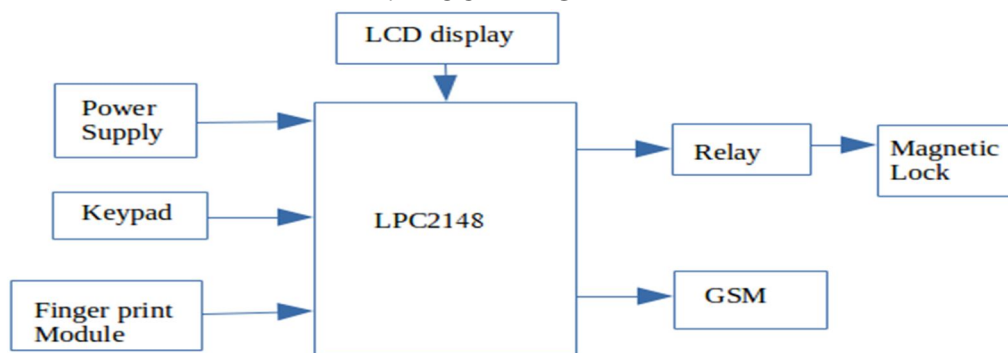 LCD display
Power
Supply
Relay
Magnetic
Lock
Keypad
LPC2148
Finger print
Module
GSM